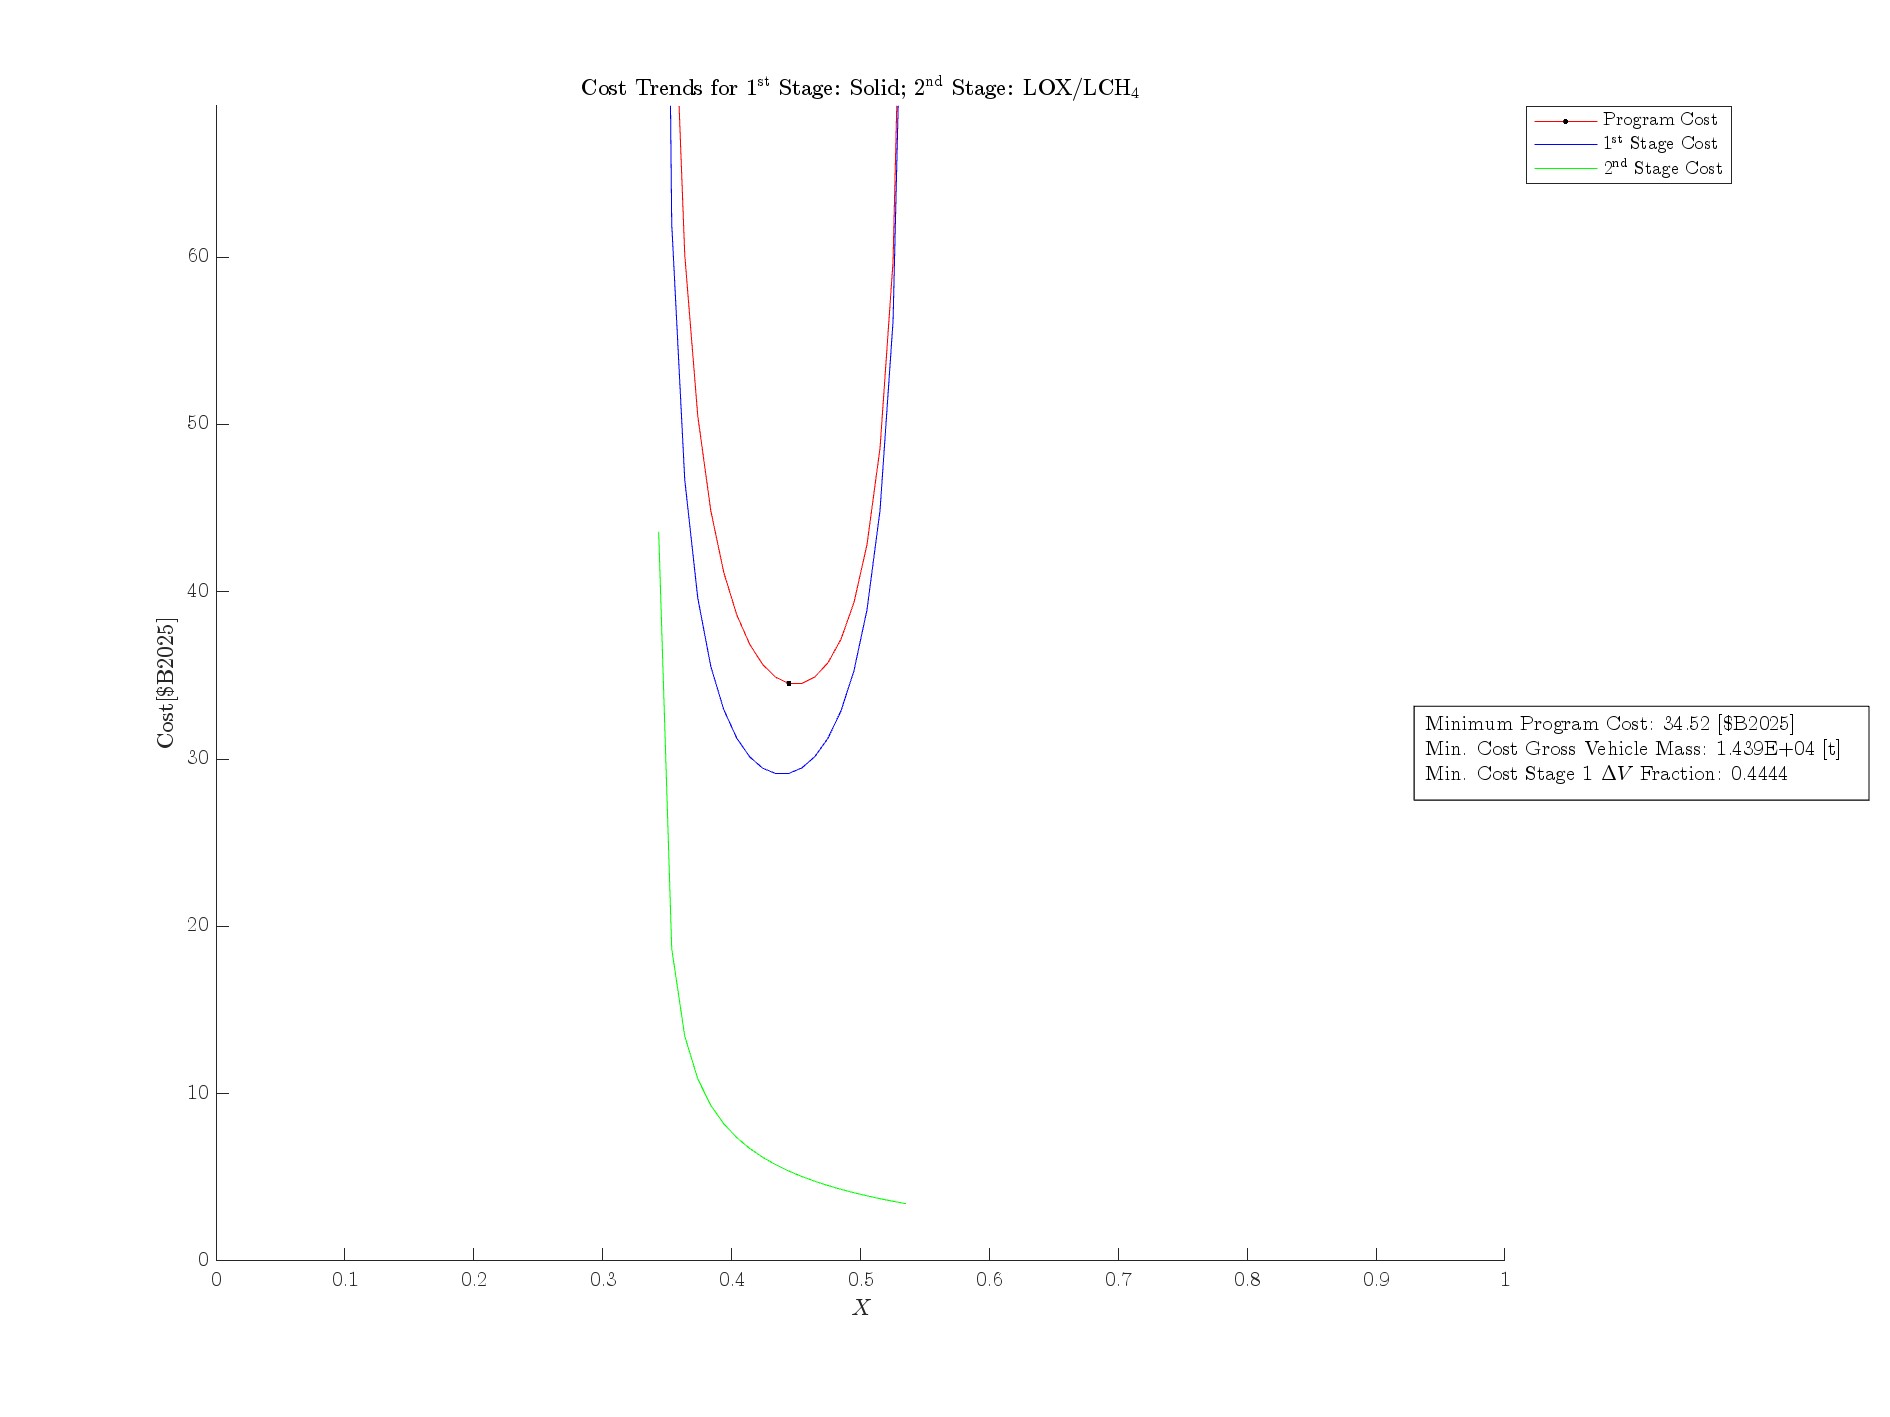 Cost Trends for 1st Stage: Solid; 2nd Stage: LOX/LCH4
Program Cost
1st Stage Cost
2nd Stage Cost
60
50
40
30
20
10
0
Cost[$B2025]
Minimum Program Cost: 34.52 [$B2025]
Min. Cost Gross Vehicle Mass: 1.439E+04 [t]
Min. Cost Stage 1 ΔV Fraction: 0.4444
0 0.1 0.2 0.3 0.4 0.5 0.6 0.7 0.8 0.9 1
X